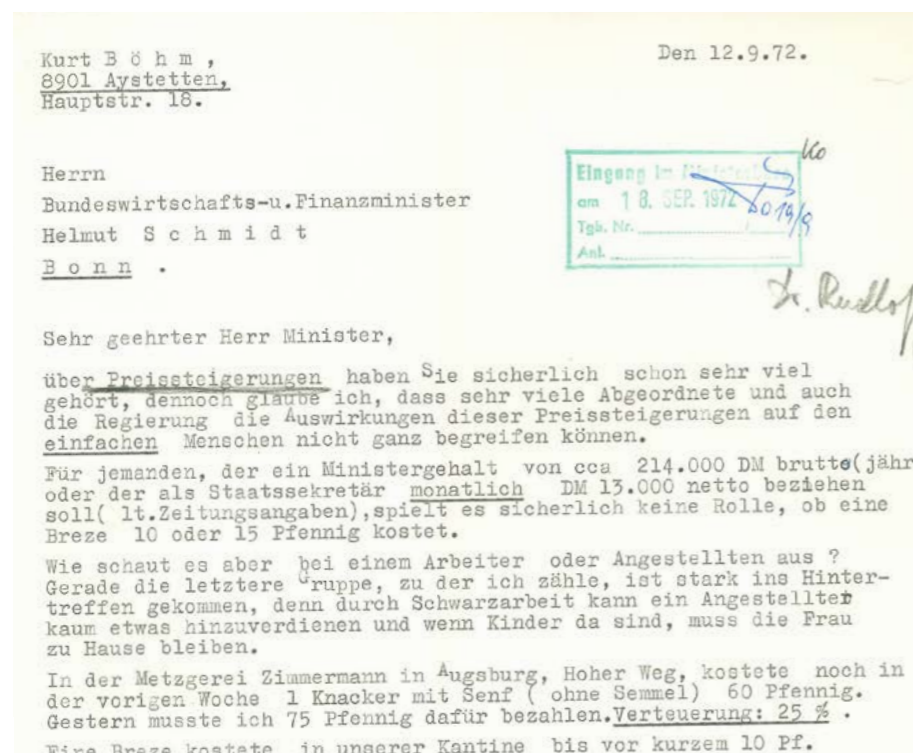 Kurt B ö h m ,
8901 Aystetten,
Hauptstr. 18.
Den 12.9.72.
Herrn
Bundeswirtschafts-u.Finanzminister
Helmut S c h m i d t
B o n n .
Ko
Eingang im Ministerbüro
am 18. SEP. 1972
Tgb. Nr.
Anl.
19/9
Sehr geehrter Herr Minister,
über Preissteigerungen haben Sie sicherlich schon sehr viel
gehört, dennoch glaube ich, dass sehr viele Abgeordnete und auch
die Regierung die Auswirkungen dieser Preissteigerungen auf den
einfachen Menschen nicht ganz begreifen können.
Für jemanden, der ein Ministergehalt von cca 214.000 DM brutto(jähr
oder der als Staatssekretär monatlich DM 13.000 netto beziehen
soll( lt.Zeitungsangaben),spielt es sicherlich keine Rolle, ob eine
Breze 10 oder 15 Pfennig kostet.
Wie schaut es aber bei einem Arbeiter oder Angestellten aus ?
Gerade die letztere Gruppe, zu der ich zähle, ist stark ins Hinter-
treffen gekommen, denn durch Schwarzarbeit kann ein Angestellter
kaum etwas hinzuverdienen und wenn Kinder da sind, muss die Frau
zu Hause bleiben.
In der Metzgerei Zimmermann in Augsburg, Hoher Weg, kostete noch in
der vorigen Woche 1 Knacker mit Senf ( ohne Semmel) 60 Pfennig.
Gestern musste ich 75 Pfennig dafür bezahlen.Verteuerung: 25 % .
Eine Breze kostete in unserer Kantine bis vor kurzem 10 Pf.